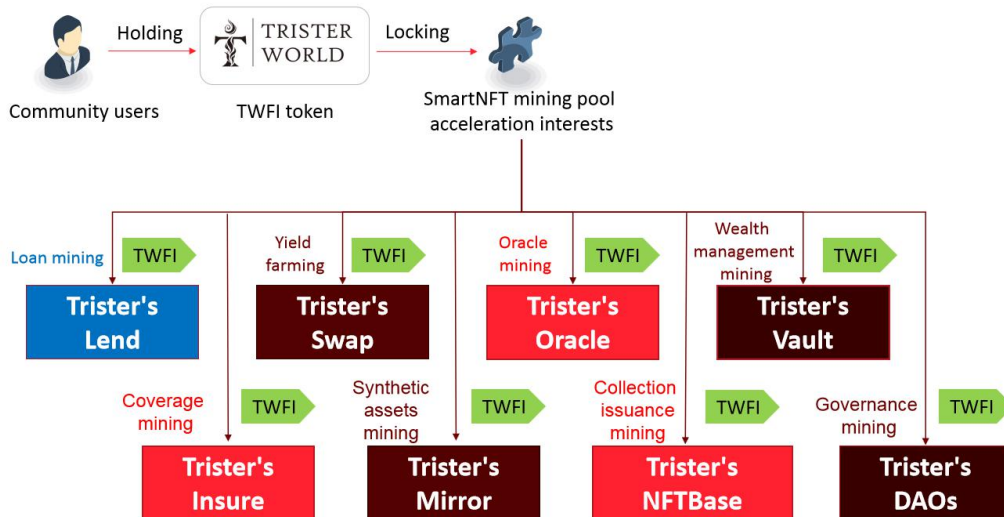 Holding
TRISTER
WORLD
Locking
Community users
TWFI token
SmartNFT mining pool
acceleration interests
Loan mining
TWFI
Yield
farming
TWFI
Oracle
mining
TWFI
Wealth
management
mining
TWFI
Trister's
Lend
Trister's
Swap
Trister's
Oracle
Trister's
Vault
Coverage
mining
TWFI
Synthetic
assets
mining
TWFI
Collection
issuance
mining
TWFI
Governance
mining
TWFI
Trister's
Insure
Trister's
Mirror
Trister's
NFTBase
Trister's
DAOs